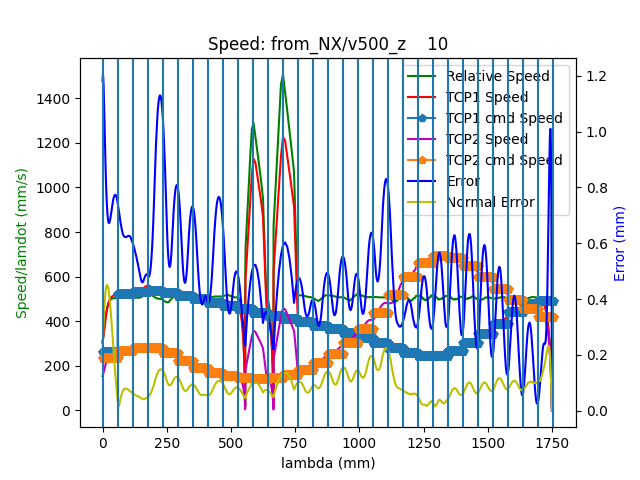 Speed: from_NX/v500_z    10
Relative Speed
TCP1 Speed
TCP1 cmd Speed
TCP2 Speed
TCP2 cmd Speed
Error
Normal Error
Speed/lamdot (mm/s)
1400
1200
1000
800
600
400
200
0
1.2
1.0
0.8
0.6
0.4
0.2
0.0
Error (mm)
0 250 500 750 1000 1250 1500 1750
lambda (mm)